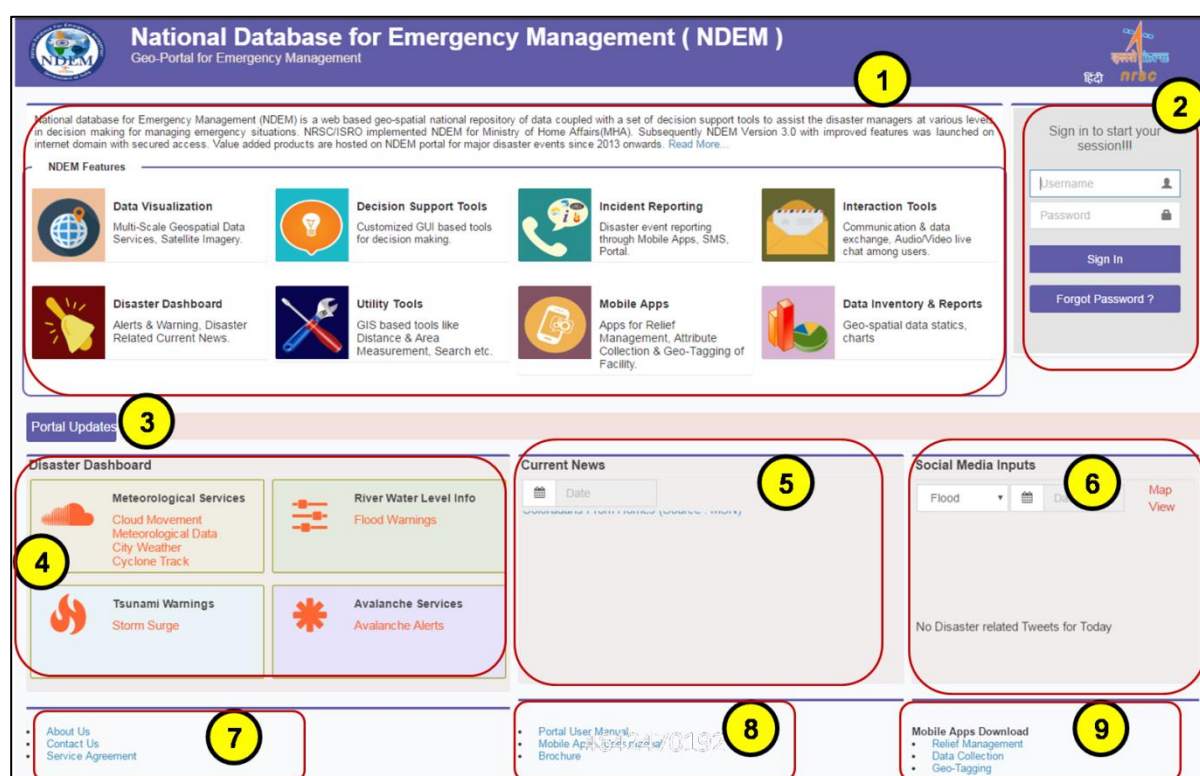 National Database for Emergency Management ( NDEM )
Geo-Portal for Emergency Management
NDEM
हिंदी
nrsc
1
2
National database for Emergency Management (NDEM) is a web based geo-spatial national repository of data coupled with a set of decision support tools to assist the disaster managers at various levels
in decision making for managing emergency situations. NRSC/ISRO implemented NDEM for Ministry of Home Affairs(MHA). Subsequently NDEM Version 3.0 with improved features was launched on
internet domain with secured access. Value added products are hosted on NDEM portal for major disaster events since 2013 onwards. Read More...
NDEM Features
Data Visualization
Multi-Scale Geospatial Data
Services, Satellite Imagery.
Decision Support Tools
Customized GUI based tools
for decision making.
Incident Reporting
Disaster event reporting
through Mobile Apps, SMS,
Portal.
Interaction Tools
Communication & data
exchange, Audio/Video live
chat among users.
Disaster Dashboard
Alerts & Warning, Disaster
Related Current News.
Utility Tools
GIS based tools like
Distance & Area
Measurement, Search etc.
Mobile Apps
Apps for Relief
Management, Attribute
Collection & Geo-Tagging of
Facility.
Data Inventory & Reports
Geo-spatial data statics,
charts
Sign in to start your
session!!!
Username
Password
Sign In
Forgot Password ?
Portal Updates
3
Disaster Dashboard
Meteorological Services
Cloud Movement
Meteorological Data
City Weather
Cyclone Track
River Water Level Info
Flood Warnings
4
Tsunami Warnings
Storm Surge
Avalanche Services
Avalanche Alerts
Current News
5
Date
Coloradans From Homes (Source : MSN)
Social Media Inputs
6
Flood
Map
View
No Disaster related Tweets for Today
About Us
Contact Us
Service Agreement
7
Portal User Manual
Mobile Apps
Brochure
8
Mobile Apps Download
Relief Management
Data Collection
Geo-Tagging
9